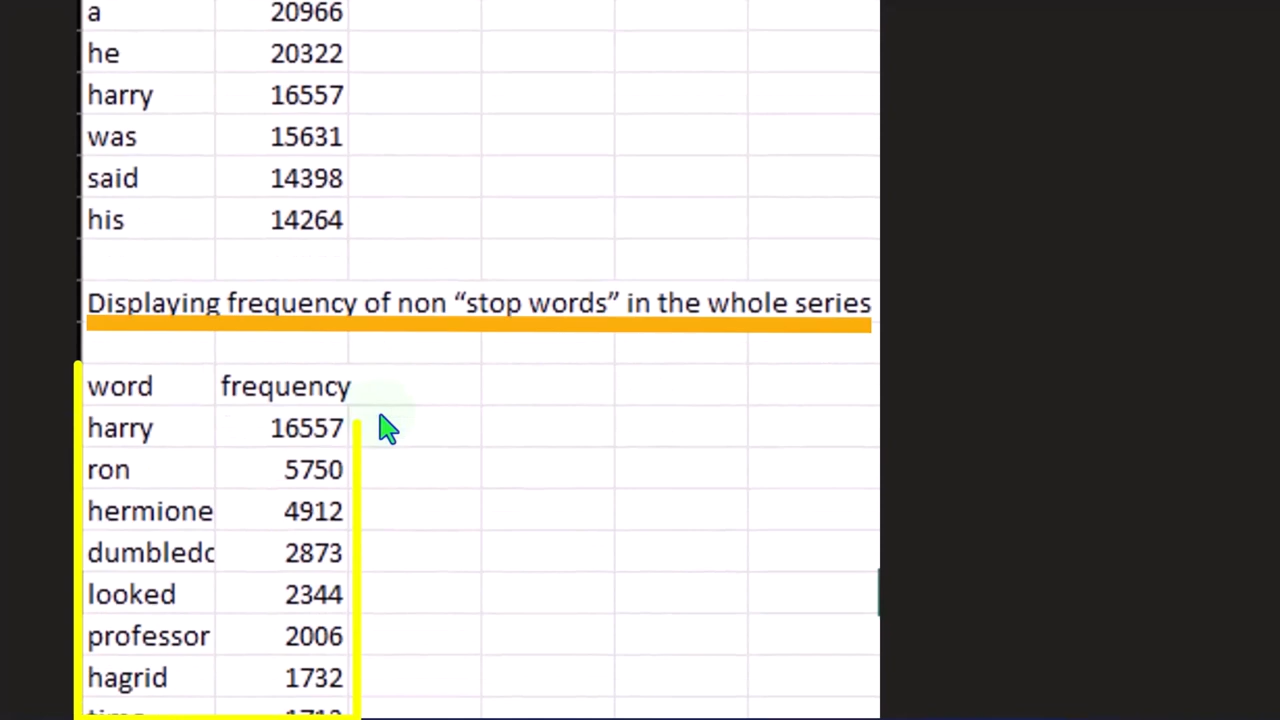 a 20966
he 20322
harry 16557
was 15631
said 14398
his 14264
Displaying frequency of non “stop words” in the whole series
word frequency
harry 16557
ron 5750
hermione 4912
dumbledo 2873
looked 2344
professor 2006
hagrid 1732